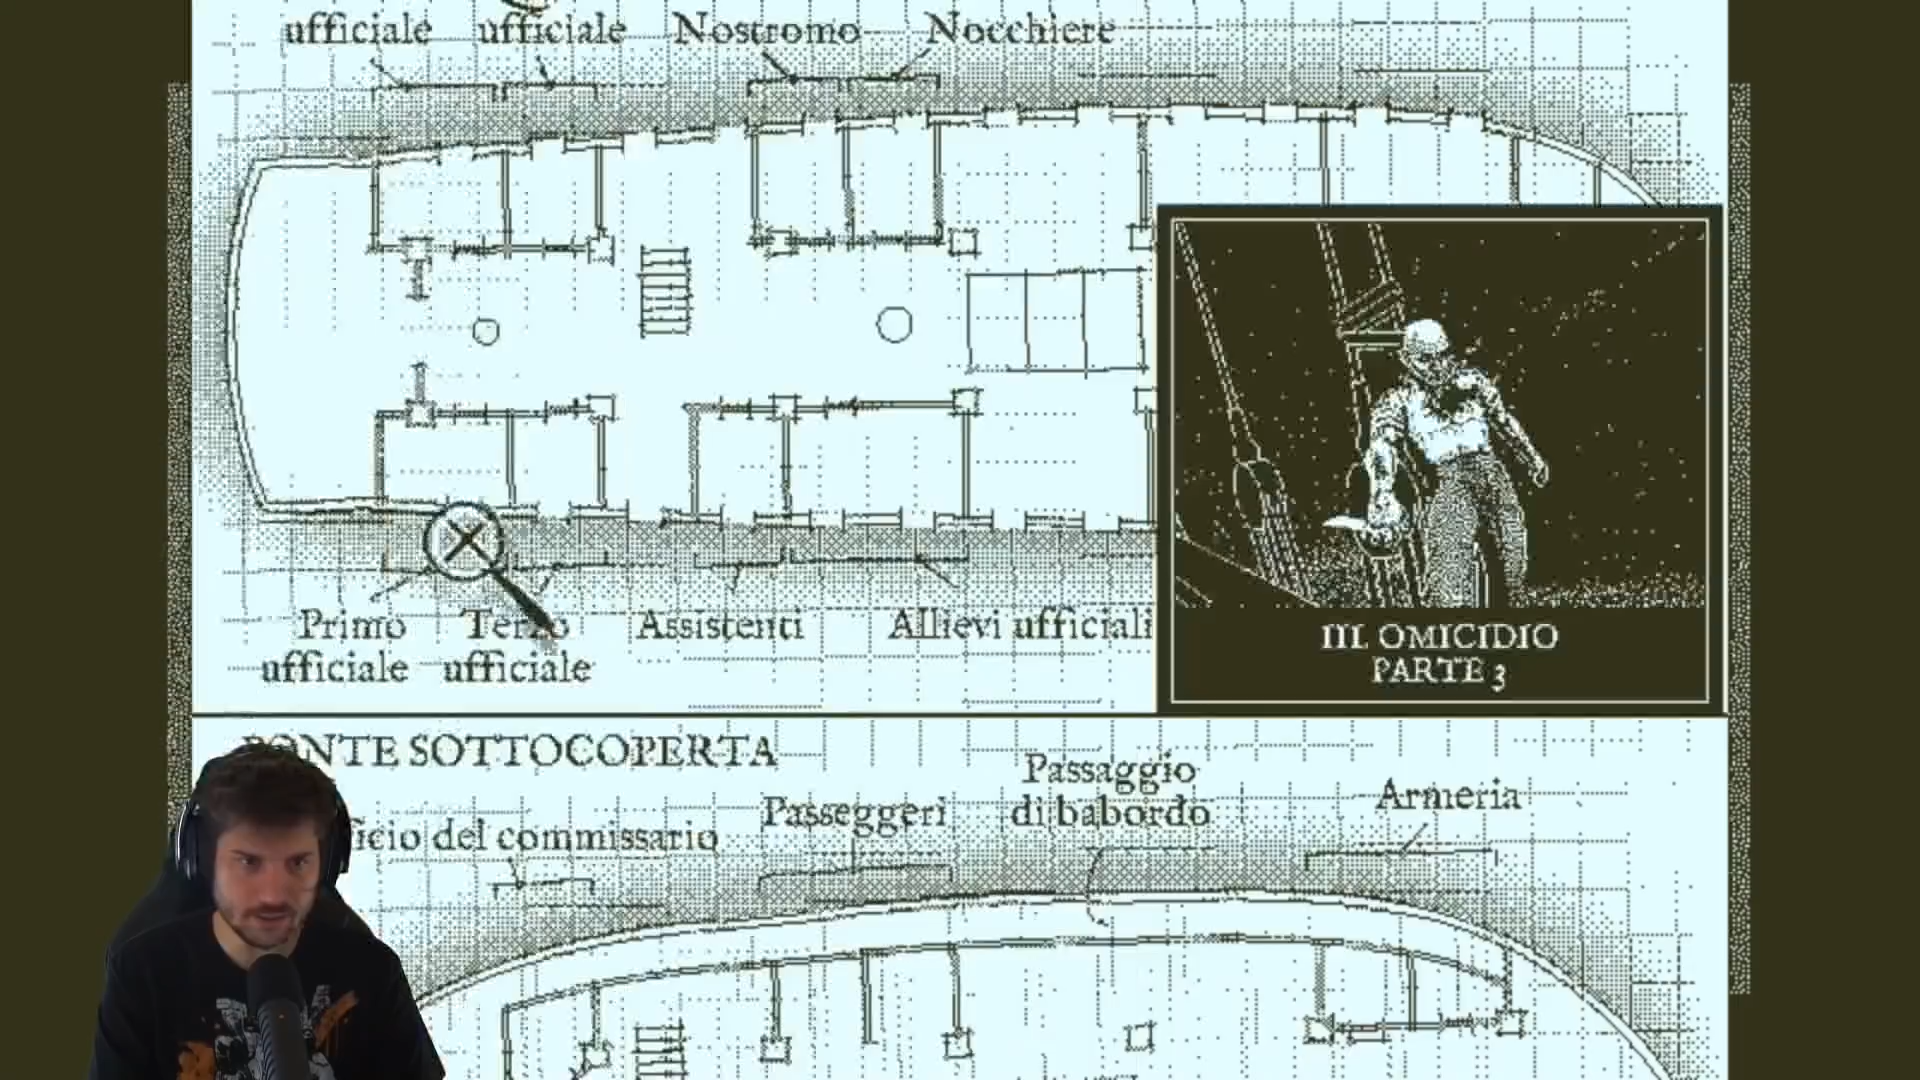 ufficiale ufficiale Nostromo Nocchiere
Primo ufficiale
Terzo ufficiale
Assistenti
Allievi ufficiali
III. OMICIDIO
PARTE 3
PONTE SOTTOCOPERTA
del commissario
Passeggeri
Passaggio
di babordo
Armeria